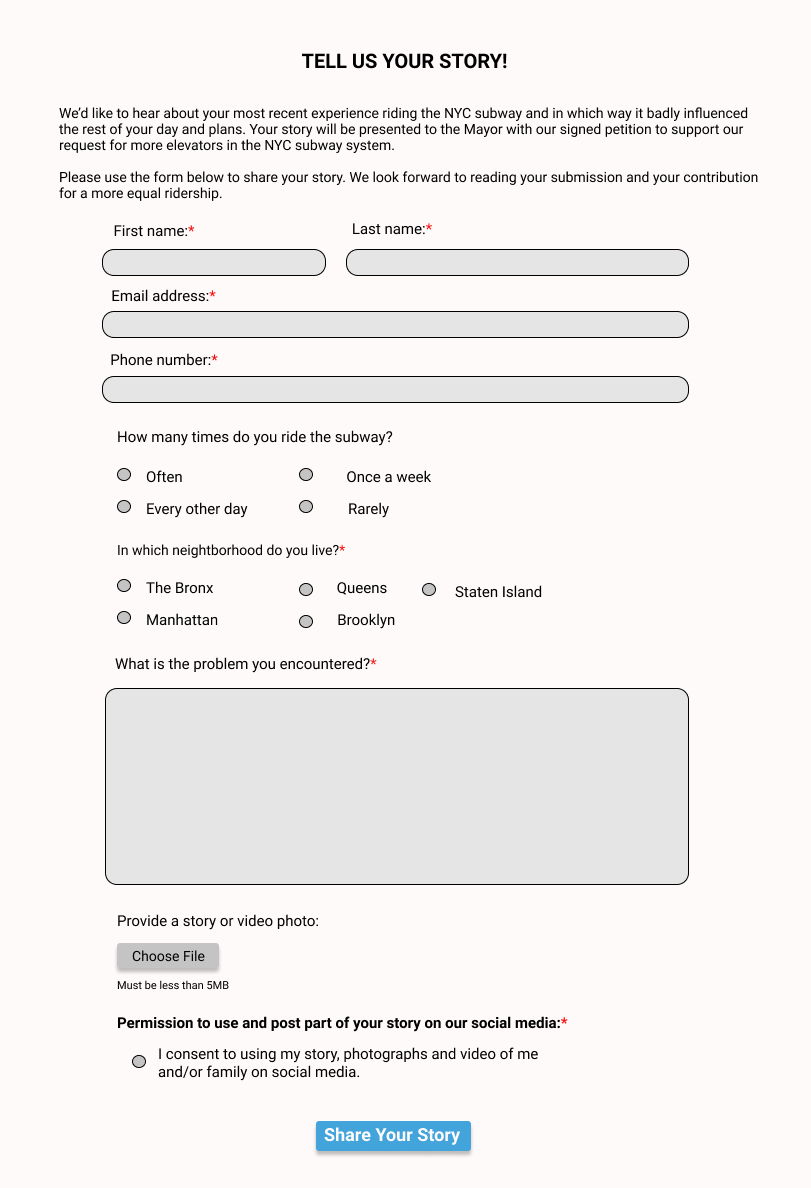 TELL US YOUR STORY!
We'd like to hear about your most recent experience riding the NYC subway and in which way it badly influenced
the rest of your day and plans. Your story will be presented to the Mayor with our signed petition to support our
request for more elevators in the NYC subway system.
Please use the form below to share your story. We look forward to reading your submission and your contribution
for a more equal ridership.
First name:* Last name:*
Email address:*
Phone number:*
How many times do you ride the subway?
Often Once a week
Every other day Rarely
In which neightborhood do you live?*
The Bronx Queens Staten Island
Manhattan Brooklyn
What is the problem you encountered?*
Provide a story or video photo:
Choose File
Must be less than 5MB
Permission to use and post part of your story on our social media:*
I consent to using my story, photographs and video of me
and/or family on social media.
Share Your Story